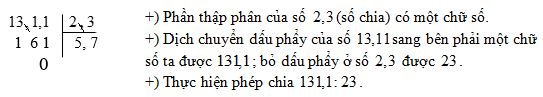 13,1,1 2,3
1 6 1 5,7
0
+) Phần thập phân của số 2,3 (số chia) có một chữ số.
+) Dịch chuyển dấu phẩy của số 13,11 sang bên phải một chữ
số ta được 131,1; bỏ dấu phẩy ở số 2,3 được 23.
+) Thực hiện phép chia 131,1: 23.